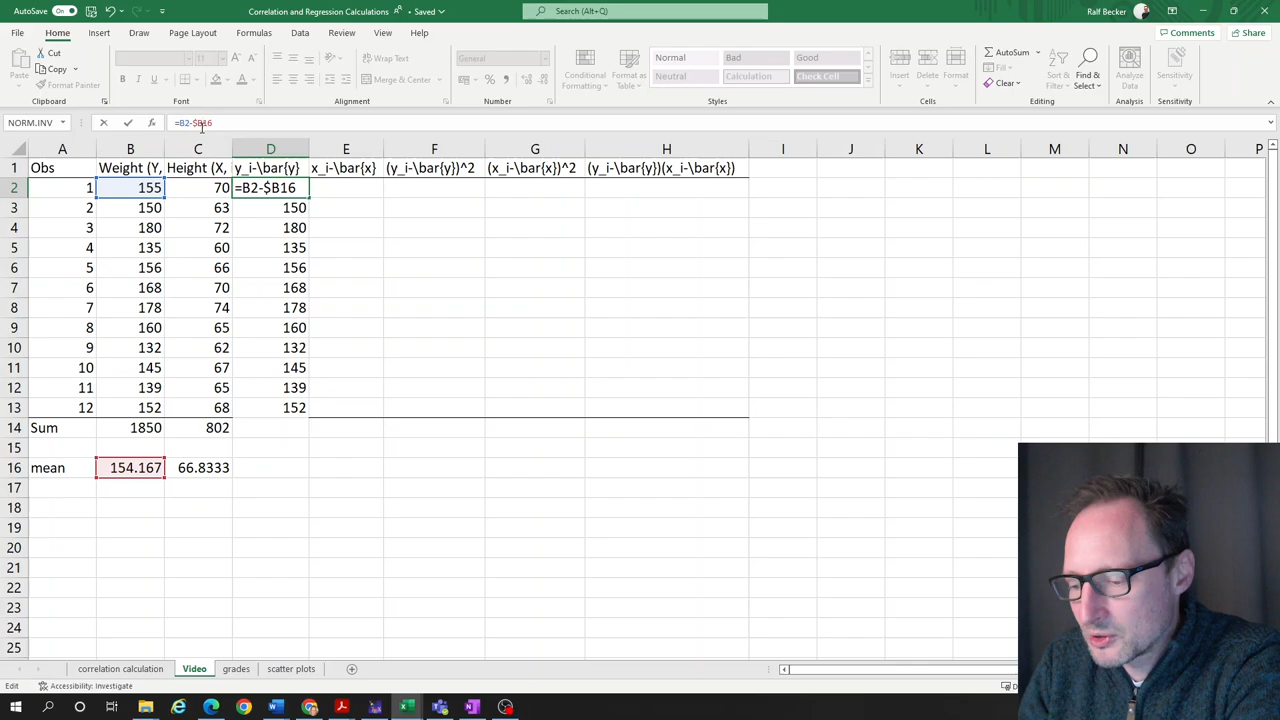 AutoSave On Correlation and Regression Calculations • Saved Search (Alt+Q) Ralf Becker
File Home Insert Draw Page Layout Formulas Data Review View Help Comments Share
Paste Cut Copy Format Painter
Clipboard
11 A A
B I U
Font
Wrap Text
Merge & Center
Alignment
General
Number
Conditional Formatting Format as Table
Normal Bad Good
Neutral Calculation Check Cell
Styles
Insert Delete Format
Cells
AutoSum Fill Clear
Sort & Filter Find & Select
Editing
Analyze Data
Analysis
Sensitivity
Sensitivity
NORM.INV =B2-$B16
A B C D E F G H I J K L M N O P
1 Obs Weight (Y, Height (X, y_i-\bar{y} x_i-\bar{x} (y_i-\bar{y})^2 (x_i-\bar{x})^2 (y_i-\bar{y})(x_i-\bar{x})
2 1 155 70 =B2-$B16
3 2 150 63 150
4 3 180 72 180
5 4 135 60 135
6 5 156 66 156
7 6 168 70 168
8 7 178 74 178
9 8 160 65 160
10 9 132 62 132
11 10 145 67 145
12 11 139 65 139
13 12 152 68 152
14 Sum 1850 802
15
16 mean 154.167 66.8333
17
18
19
20
21
22
23
24
25
correlation calculation Video grades scatter plots
Edit Accessibility: Investigate